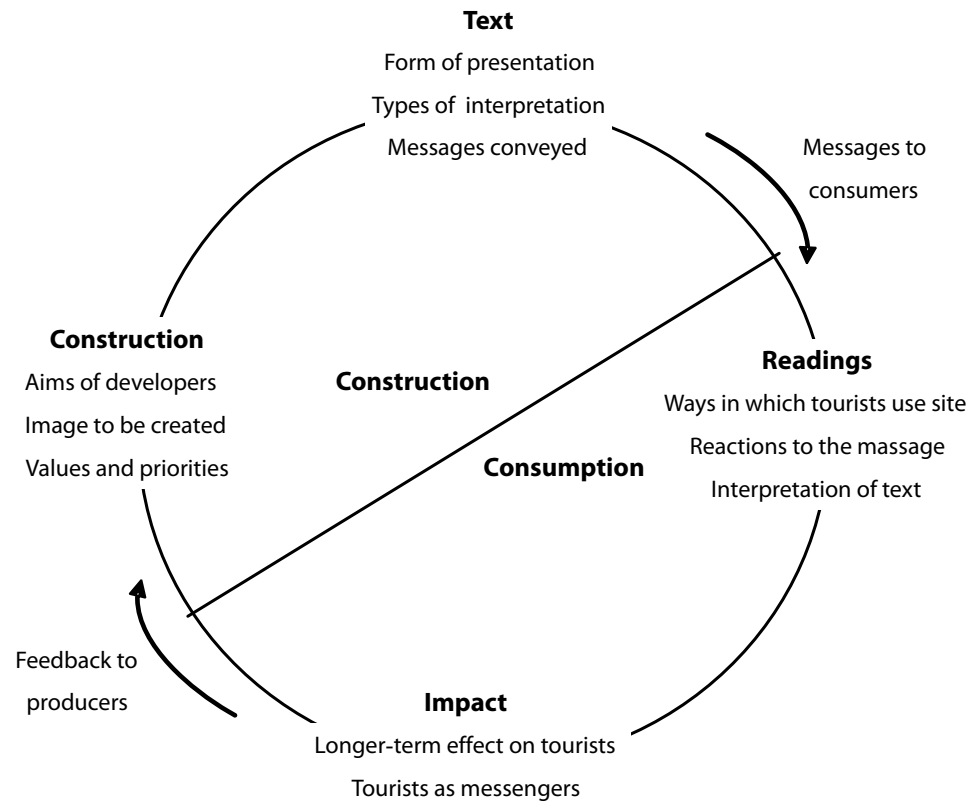 Text
Form of presentation
Types of interpretation
Messages conveyed
Messages to
consumers
Construction
Aims of developers
Image to be created
Values and priorities
Construction
Consumption
Readings
Ways in which tourists use site
Reactions to the massage
Interpretation of text
Feedback to
producers
Impact
Longer-term effect on tourists
Tourists as messengers